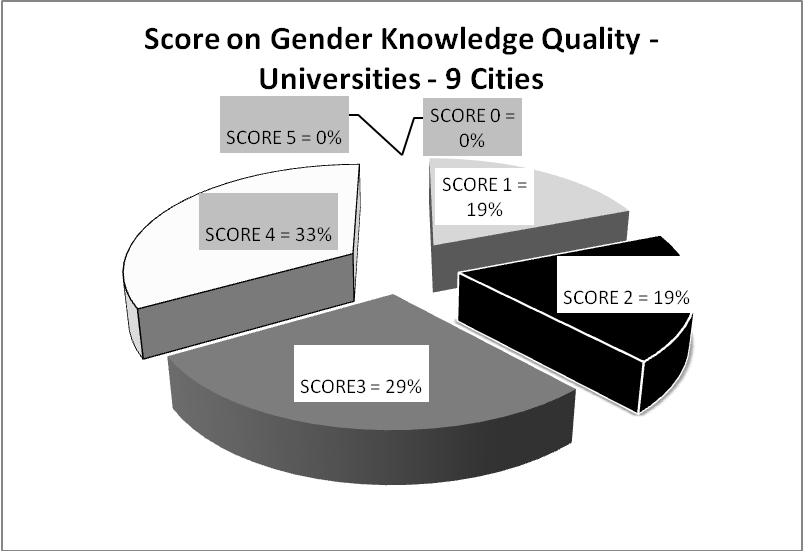 Score on Gender Knowledge Quality -
Universities - 9 Cities
SCORE 5 = 0%
SCORE 0 =
0%
SCORE 1 =
19%
SCORE 4 = 33%
SCORE 2 = 19%
SCORE3 = 29%